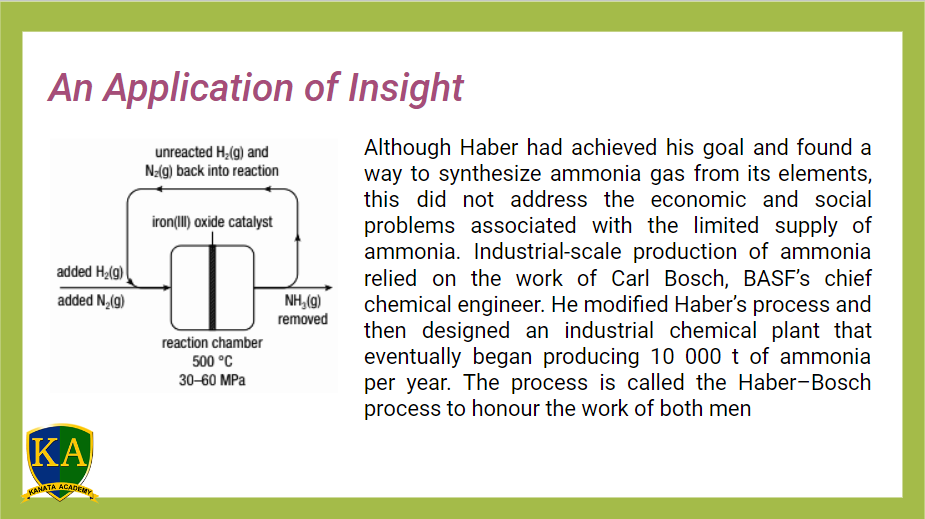 An Application of Insight
unreacted H₂(g) and
N₂(g) back into reaction
iron(III) oxide catalyst
added H₂(g)
added N₂(g)
NH₃(g)
removed
reaction chamber
500 °C
30–60 MPa
Although Haber had achieved his goal and found a
way to synthesize ammonia gas from its elements,
this did not address the economic and social
problems associated with the limited supply of
ammonia. Industrial-scale production of ammonia
relied on the work of Carl Bosch, BASF's chief
chemical engineer. He modified Haber's process and
then designed an industrial chemical plant that
eventually began producing 10 000 t of ammonia
per year. The process is called the Haber–Bosch
process to honour the work of both men
KA
KANATA ACADEMY